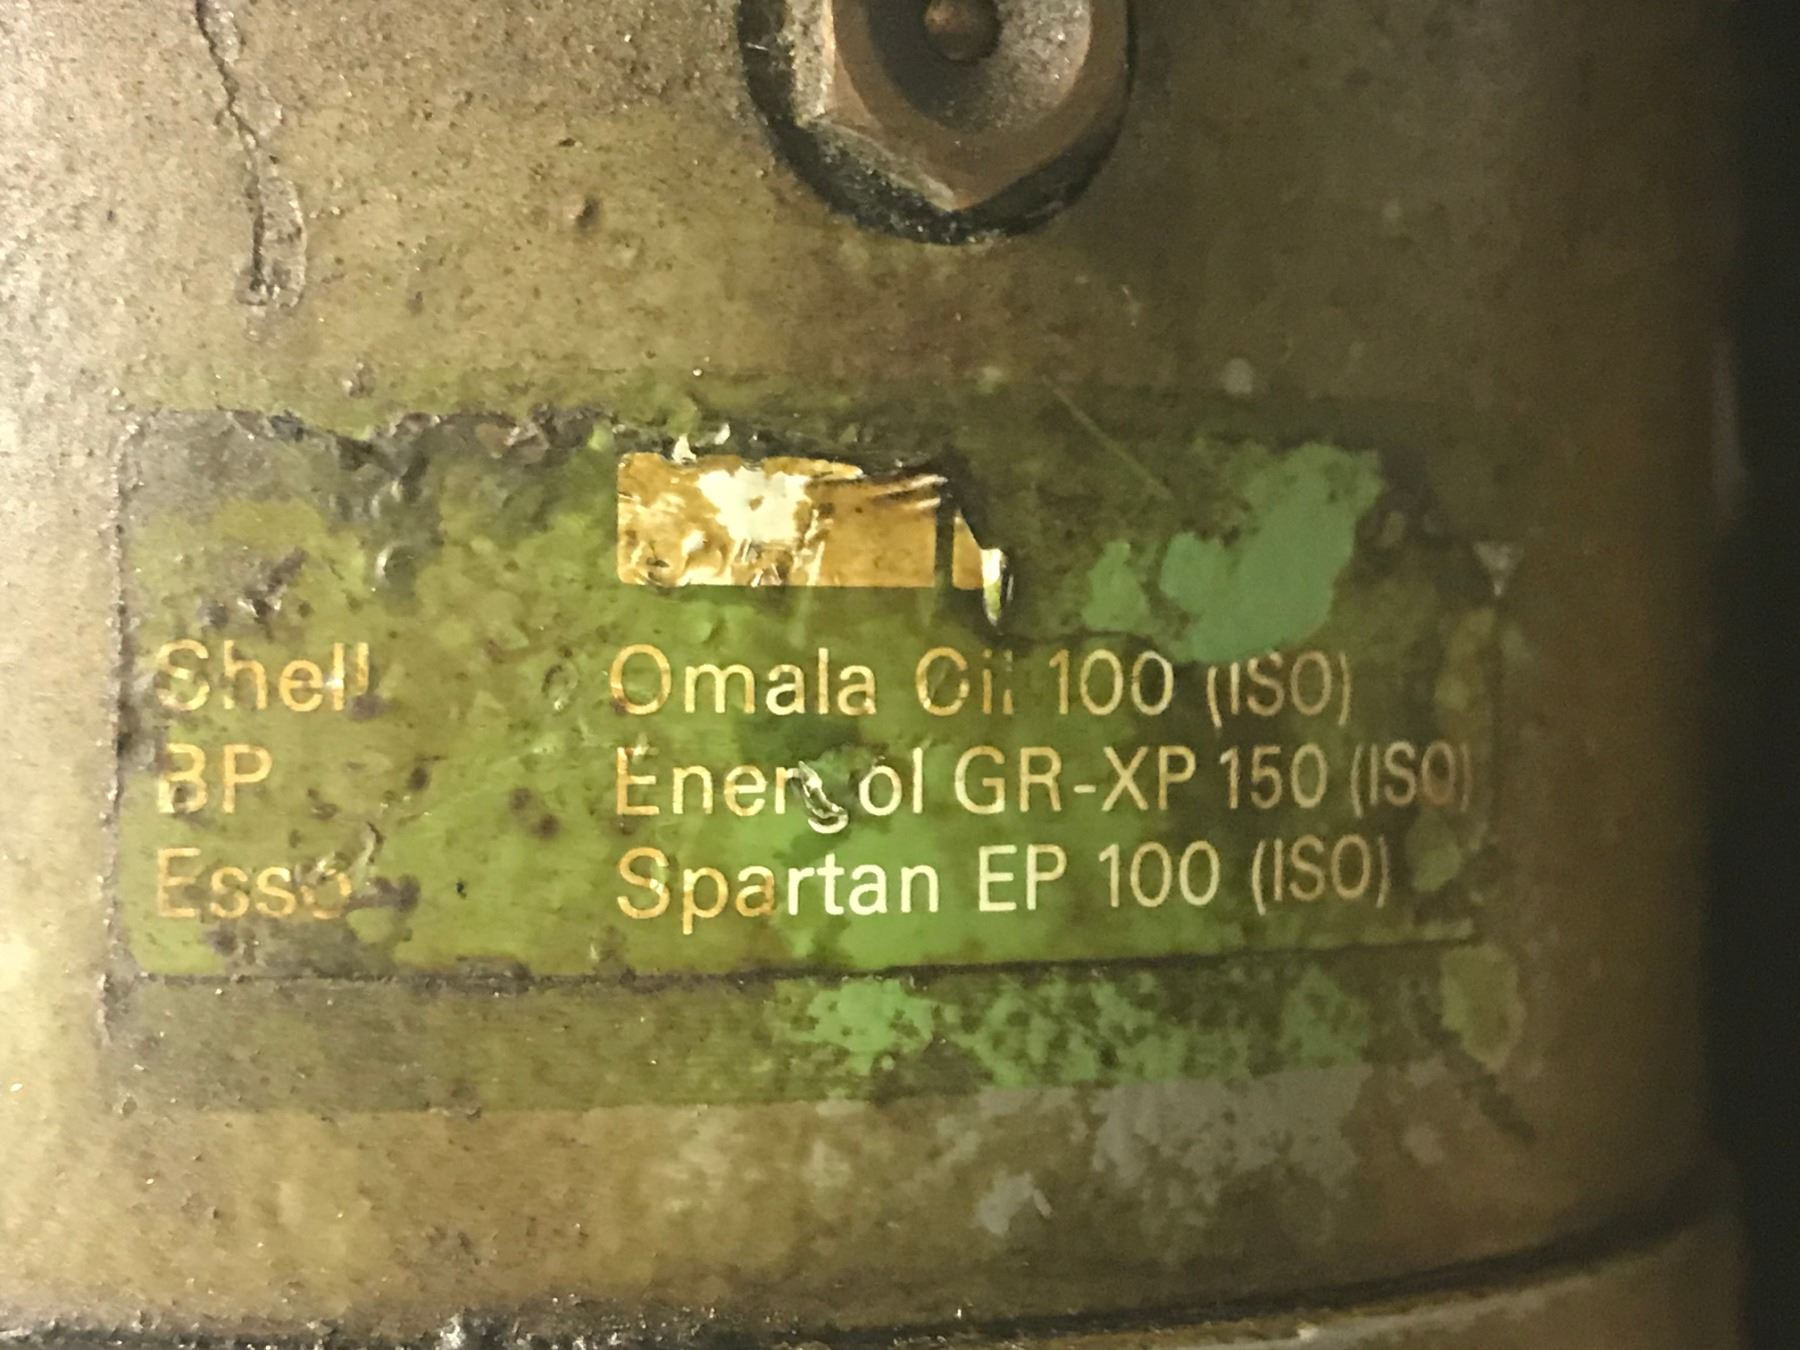 Shell Omala Oil 100 (ISO)
BP Energol GR-XP 150 (ISO)
Esso Spartan EP 100 (ISO)